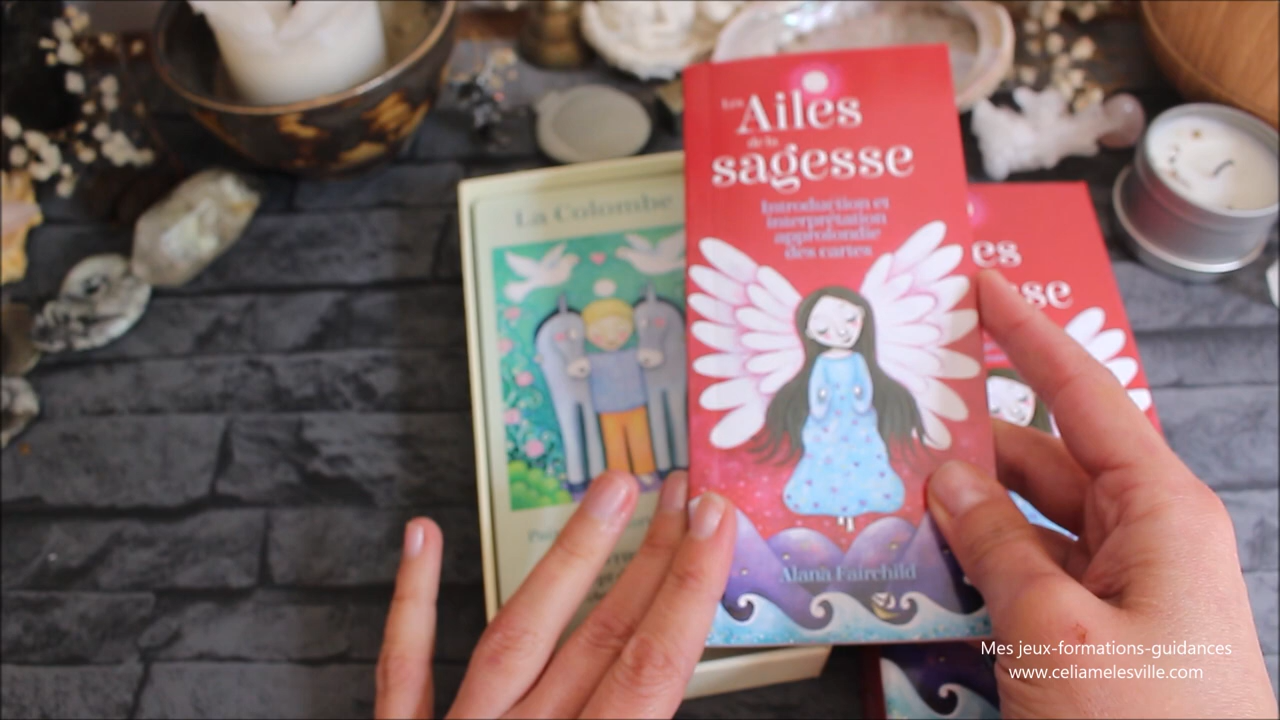 Les
Ailes
de la
sagesse
Introduction et
interprétation
approfondie
des cartes
Alana Fairchild
La Colombe
es
sse
Mes jeux-formations-guidances
www.celiamelesville.com